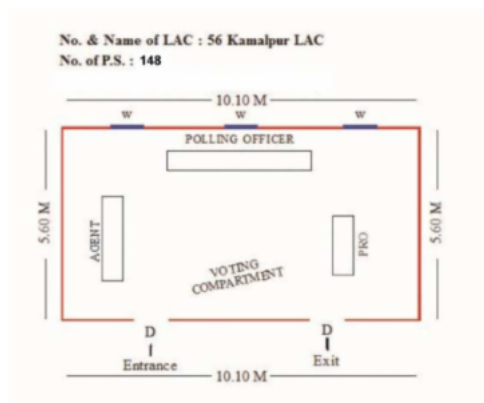 No. & Name of LAC : 56 Kamalpur LAC
No. of P.S. : 148
10.10 M
W W W
POLLING OFFICER
5.60 M
AGENT
PRO
5.60 M
VOTING
COMPARTMENT
D D
Entrance Exit
10.10 M